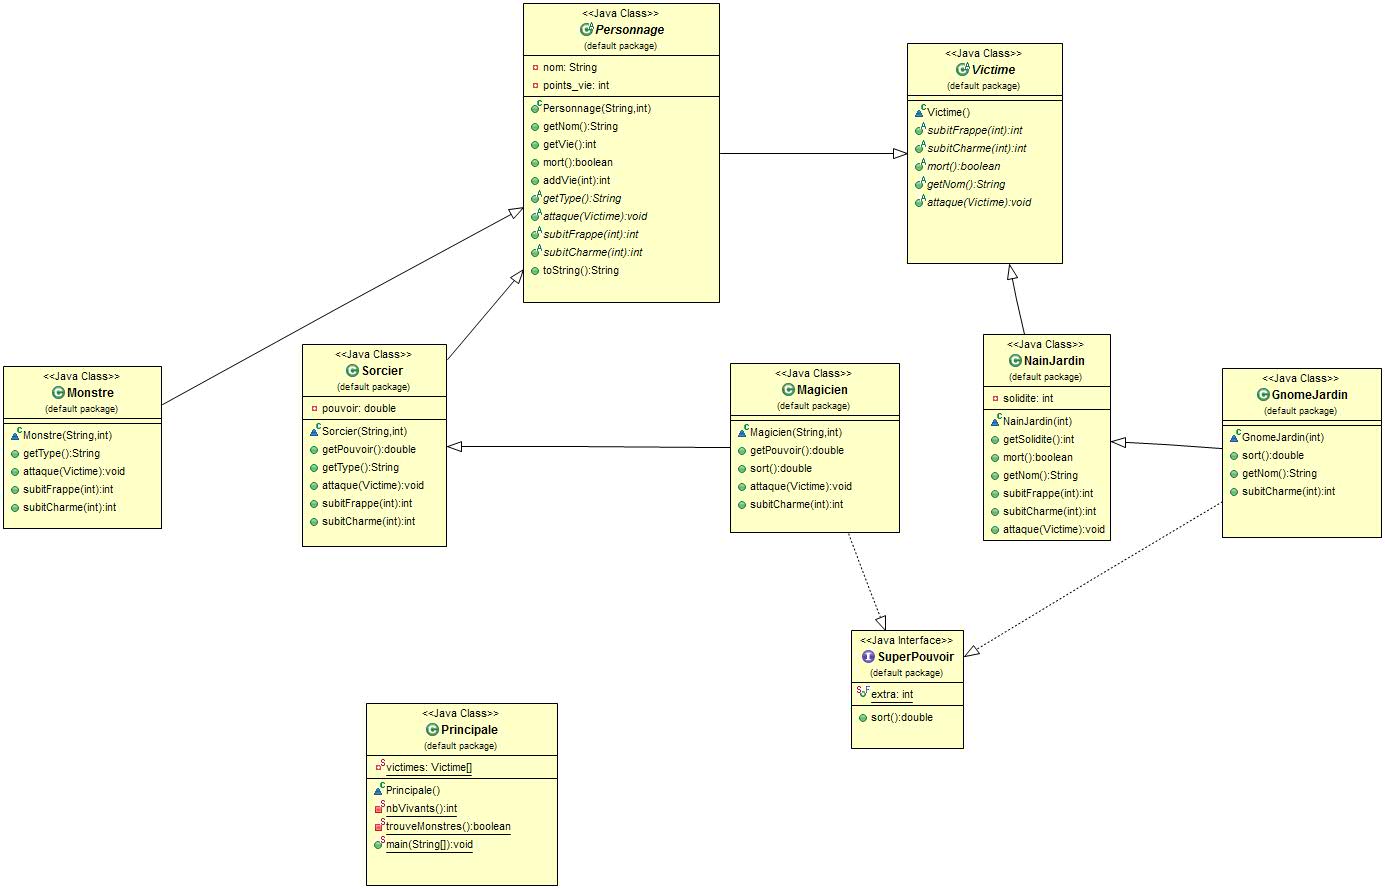 <<Java Class>>
Personnage
(default package)
nom: String
points_vie: int
Personnage(String,int)
getNom():String
getVie():int
mort():boolean
addVie(int):int
getType():String
attaque(Victime):void
subitFrappe(int):int
subitCharme(int):int
toString():String
<<Java Class>>
Victime
(default package)
Victime()
subitFrappe(int):int
subitCharme(int):int
mort():boolean
getNom():String
attaque(Victime):void
<<Java Class>>
Monstre
(default package)
Monstre(String,int)
getType():String
attaque(Victime):void
subitFrappe(int):int
subitCharme(int):int
<<Java Class>>
Sorcier
(default package)
pouvoir: double
Sorcier(String,int)
getPouvoir():double
getType():String
attaque(Victime):void
subitFrappe(int):int
subitCharme(int):int
<<Java Class>>
Magicien
(default package)
Magicien(String,int)
getPouvoir():double
sort():double
attaque(Victime):void
subitCharme(int):int
<<Java Class>>
NainJardin
(default package)
solidite: int
NainJardin(int)
getSolidite():int
mort():boolean
getNom():String
subitFrappe(int):int
subitCharme(int):int
attaque(Victime):void
<<Java Class>>
GnomeJardin
(default package)
GnomeJardin(int)
sort():double
getNom():String
subitCharme(int):int
<<Java Interface>>
SuperPouvoir
(default package)
extra: int
sort():double
<<Java Class>>
Principale
(default package)
victimes: Victime[]
Principale()
nbVivants():int
trouveMonstres():boolean
main(String[]):void